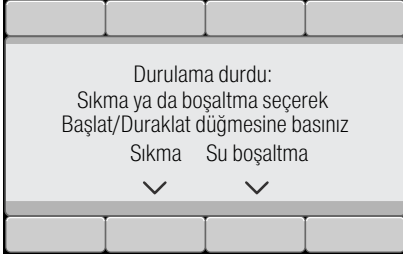 Durulama durdu:
Sıkma ya da boşaltma seçerek
Başlat/Duraklat düğmesine basınız
Sıkma Su boşaltma